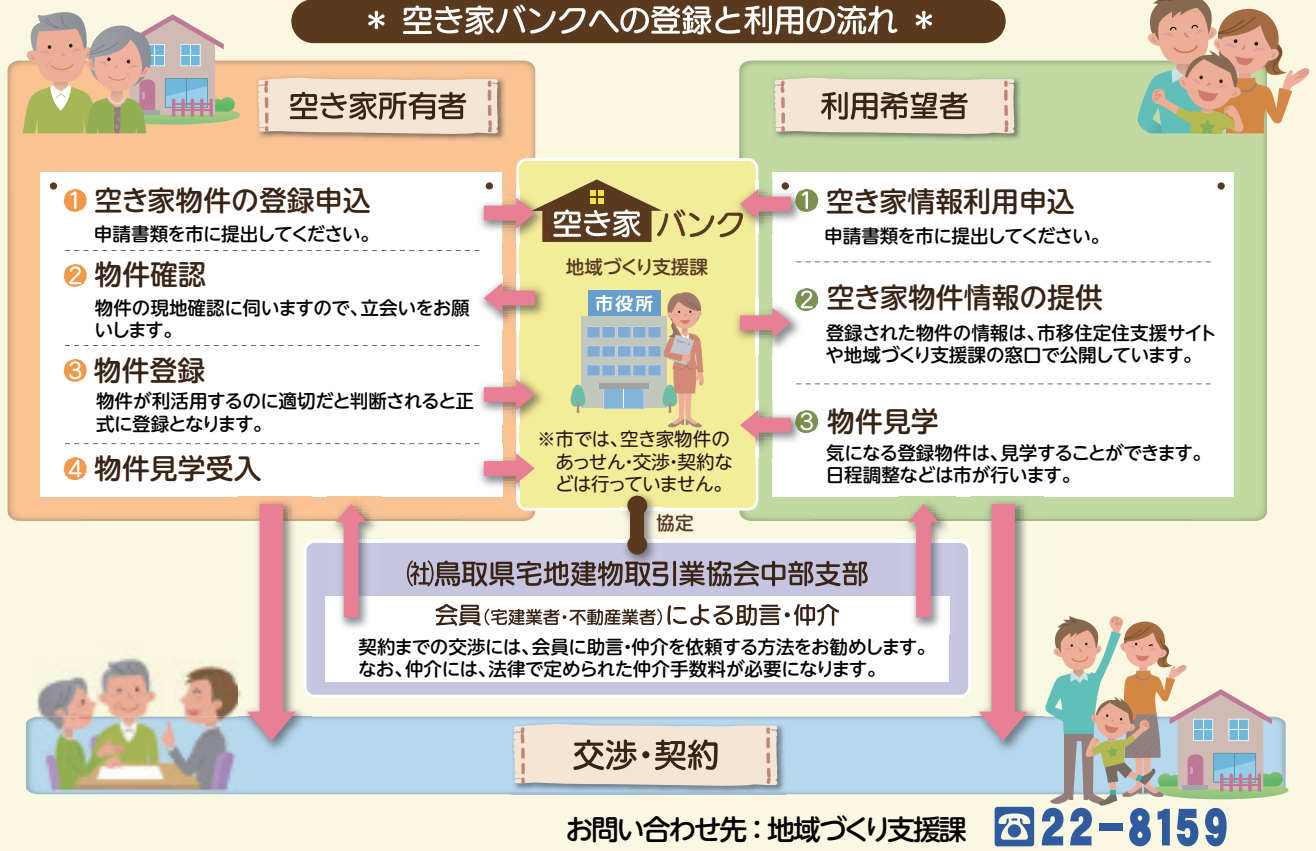 * 空き家バンクへの登録と利用の流れ *
空き家所有者
❶ 空き家物件の登録申込
申請書類を市に提出してください。
❷ 物件確認
物件の現地確認に伺いますので、立会いをお願
いします。
❸ 物件登録
物件が利活用するのに適切だと判断されると正
式に登録となります。
❹ 物件見学受入
空き家バンク
地域づくり支援課
市役所
※市では、空き家物件の
あっせん・交渉・契約な
どは行っていません。
利用希望者
❶ 空き家情報利用申込
申請書類を市に提出してください。
❷ 空き家物件情報の提供
登録された物件の情報は、市移住定住支援サイト
や地域づくり支援課の窓口で公開しています。
❸ 物件見学
気になる登録物件は、見学することができます。
日程調整などは市が行います。
協定
㈳鳥取県宅地建物取引業協会中部支部
会員(宅建業者・不動産業者)による助言・仲介
契約までの交渉には、会員に助言・仲介を依頼する方法をお勧めします。
なお、仲介には、法律で定められた仲介手数料が必要になります。
交渉・契約
お問い合わせ先：地域づくり支援課 ☎22-8159